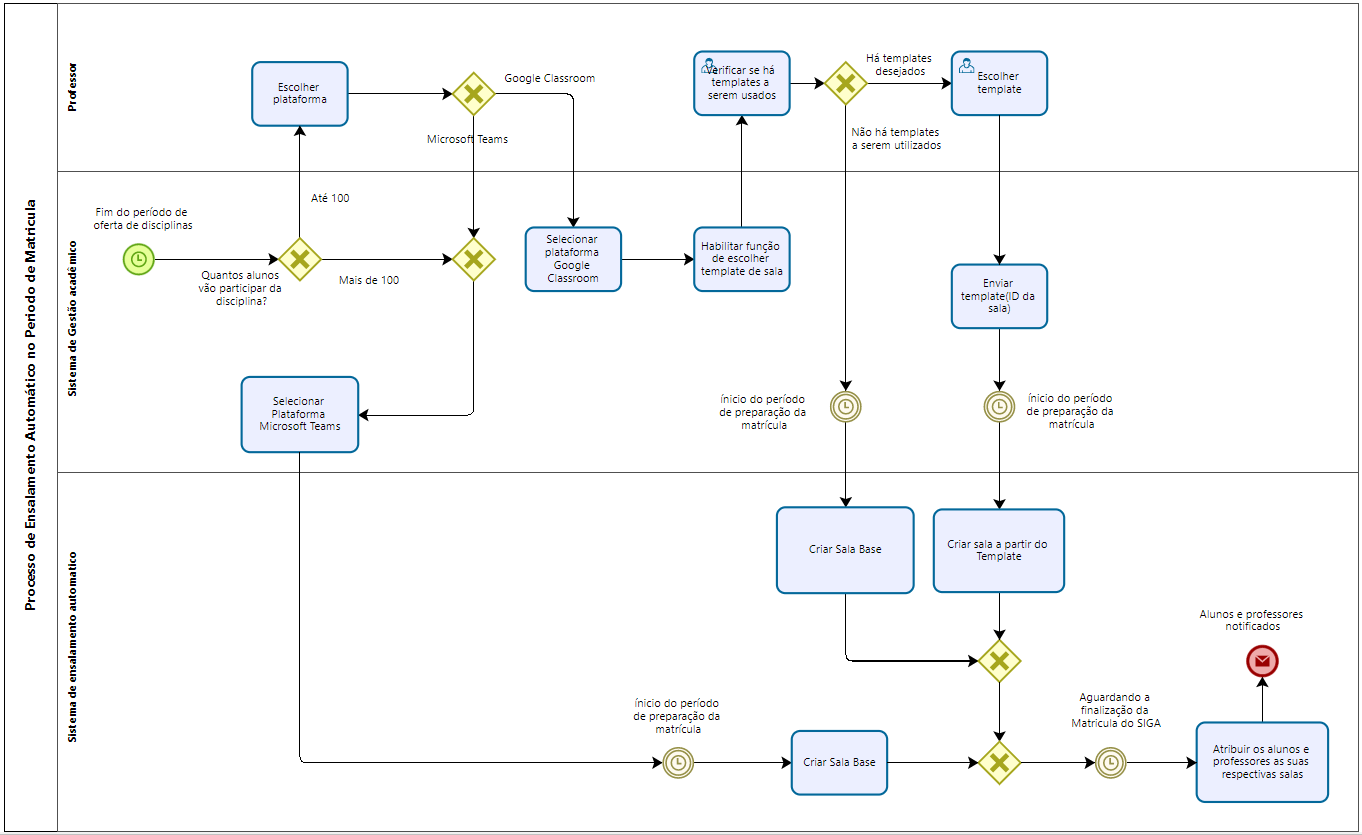 Processo de Ensalamento Automático no Periodo de Matricula
Professor
Escolher
plataforma
Google Classroom
Microsoft Teams
Verificar se há
templates a
serem usados
Há templates
desejados
Escolher
template
Não há templates
a serem utilizados
Sistema de Gestão acadêmico
Fim do período de
oferta de disciplinas
Até 100
Quantos alunos
vão participar da
disciplina?
Mais de 100
Selecionar
plataforma
Google
Classroom
Habilitar função
de escolher
template de sala
Enviar
template(ID da
sala)
Selecionar
Plataforma
Microsoft Teams
ínicio do período
de preparação da
matrícula
ínicio do período
de preparação da
matrícula
Sistema de ensalamento automatico
Criar Sala Base
Criar sala a partir do
Template
Alunos e professores
notificados
ínicio do período
de preparação da
matrícula
Criar Sala Base
Aguardando a
finalização da
Matricula do SIGA
Atribuir os alunos e
professores as suas
respectivas salas